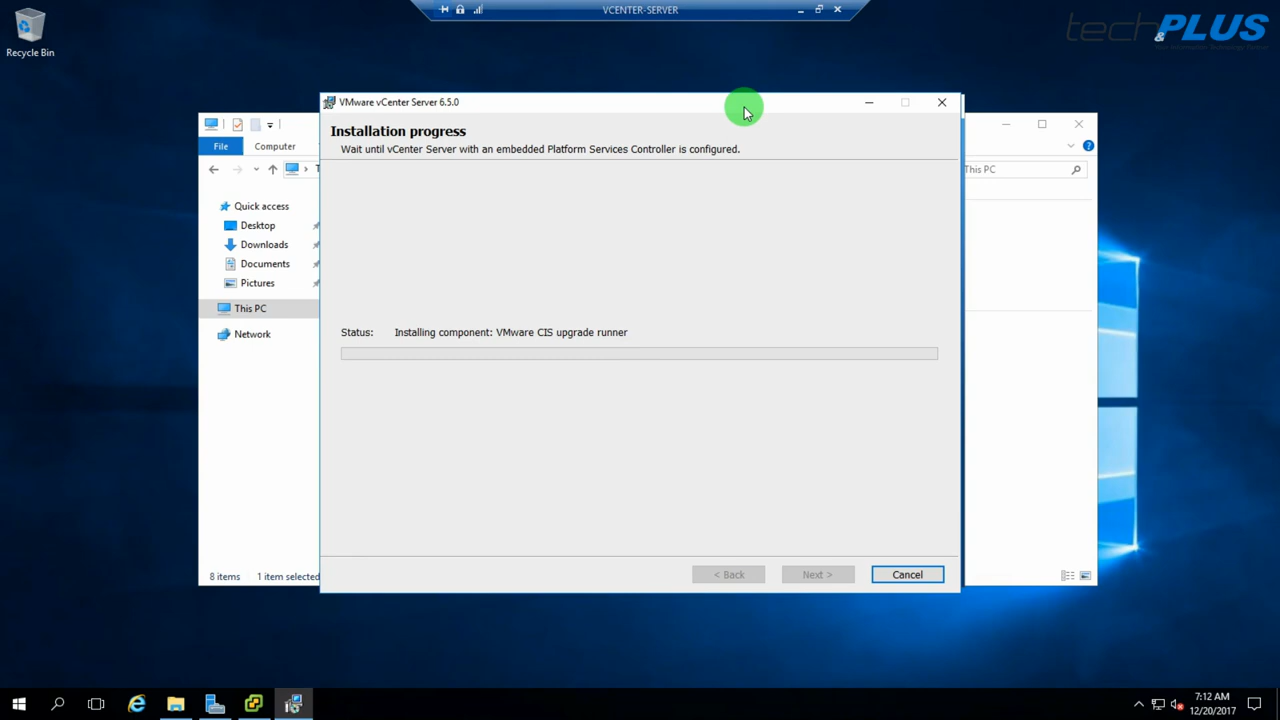 VCENTER-SERVER
tech&PLUS
Recycle Bin
VMware vCenter Server 6.5.0
Installation progress
Wait until vCenter Server with an embedded Platform Services Controller is configured.
File
Computer
This PC
Quick access
Desktop
Downloads
Documents
Pictures
This PC
Network
Status: Installing component: VMware CIS upgrade runner
8 items 1 item selected
< Back Next > Cancel
7:12 AM
12/20/2017